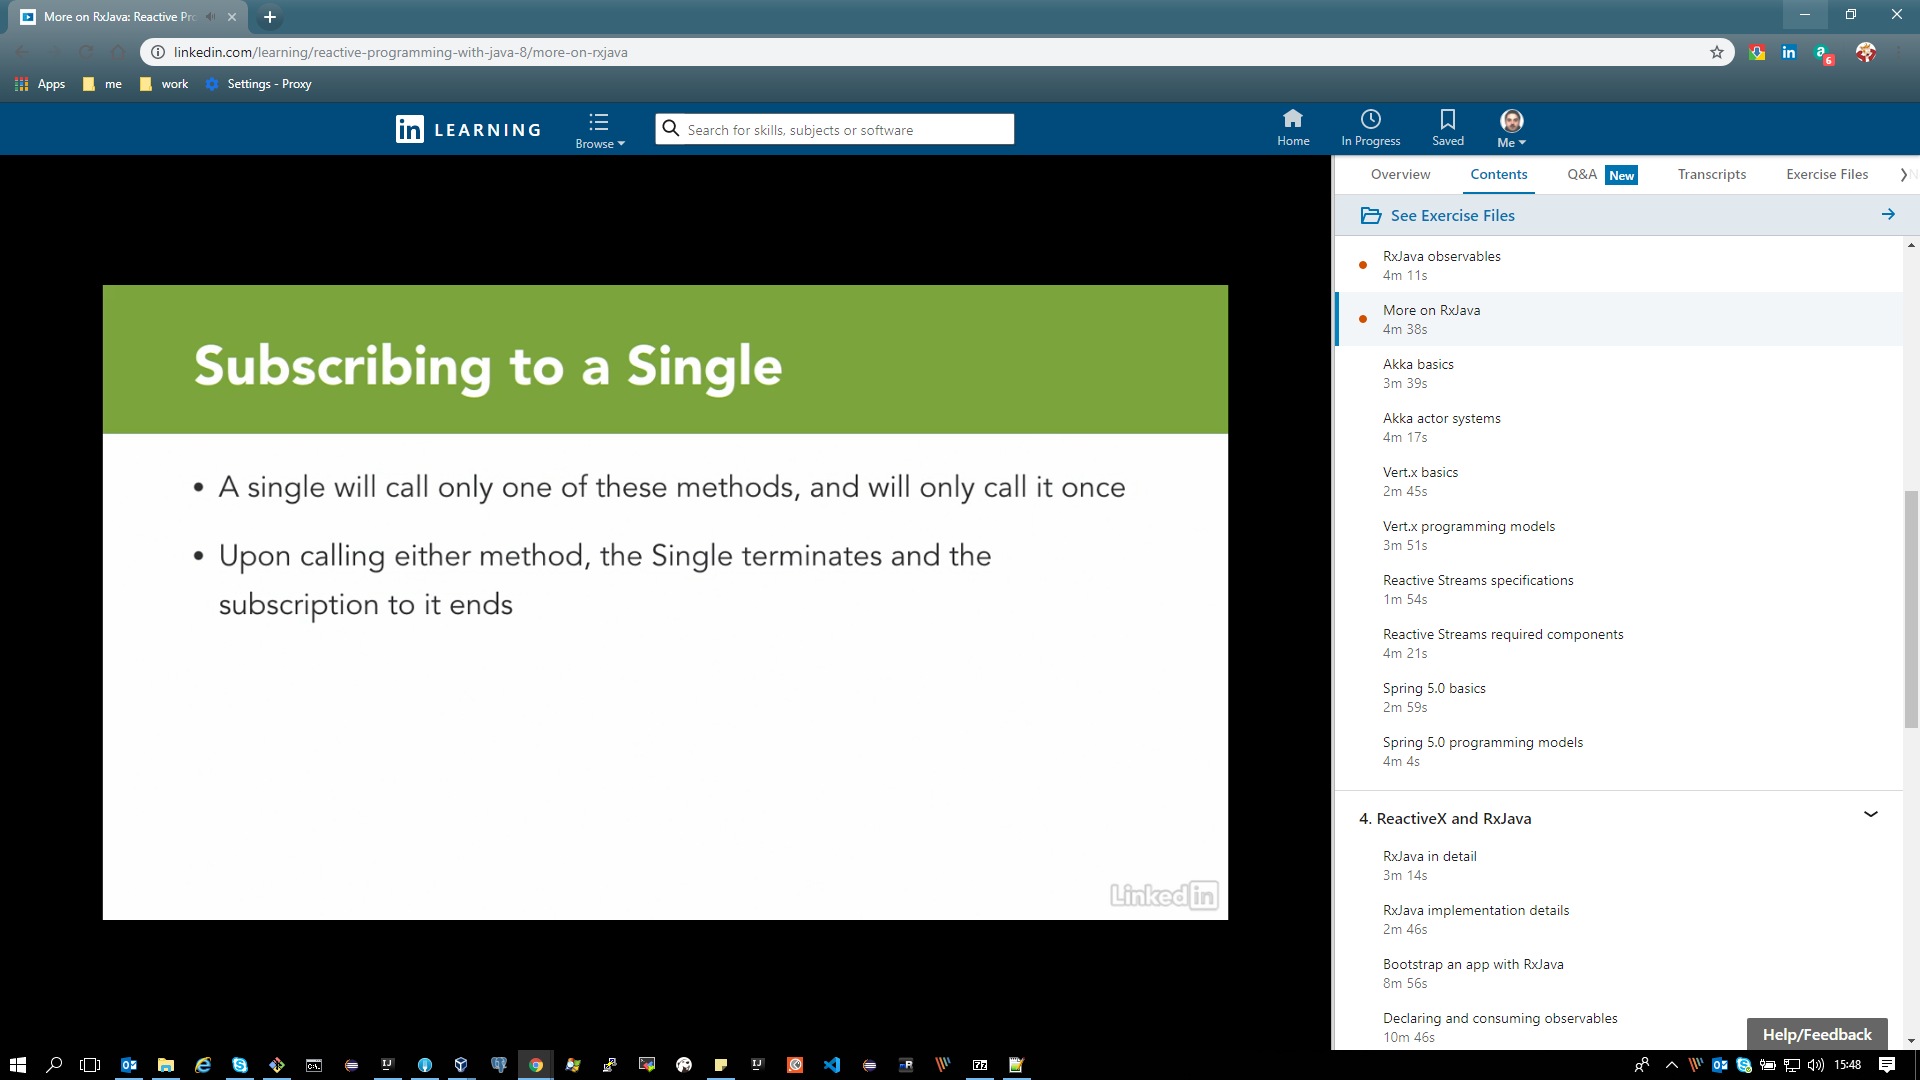 More on RxJava: Reactive Pr
linkedin.com/learning/reactive-programming-with-java-8/more-on-rxjava
6
Apps
me
work
Settings - Proxy
in LEARNING
Browse
Search for skills, subjects or software
Home
In Progress
Saved
Me
Overview
Contents
Q&A New
Transcripts
Exercise Files
See Exercise Files
RxJava observables
4m 11s
More on RxJava
4m 38s
Akka basics
3m 39s
Akka actor systems
4m 17s
Vert.x basics
2m 45s
Vert.x programming models
3m 51s
Reactive Streams specifications
1m 54s
Reactive Streams required components
4m 21s
Spring 5.0 basics
2m 59s
Spring 5.0 programming models
4m 4s
4. ReactiveX and RxJava
RxJava in detail
3m 14s
RxJava implementation details
2m 46s
Bootstrap an app with RxJava
8m 56s
Declaring and consuming observables
10m 46s
Help/Feedback
Subscribing to a Single
• A single will call only one of these methods, and will only call it once
• Upon calling either method, the Single terminates and the
subscription to it ends
Linked in
15:48